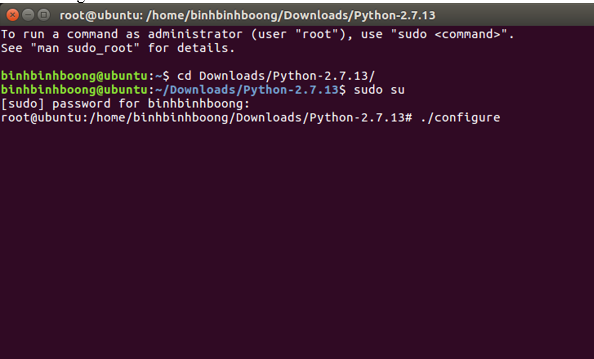 root@ubuntu: /home/binhbinhboong/Downloads/Python-2.7.13
To run a command as administrator (user "root"), use "sudo <command>".
See "man sudo_root" for details.
binhbinhboong@ubuntu:~$ cd Downloads/Python-2.7.13/
binhbinhboong@ubuntu:~/Downloads/Python-2.7.13$ sudo su
[sudo] password for binhbinhboong:
root@ubuntu:/home/binhbinhboong/Downloads/Python-2.7.13# ./configure